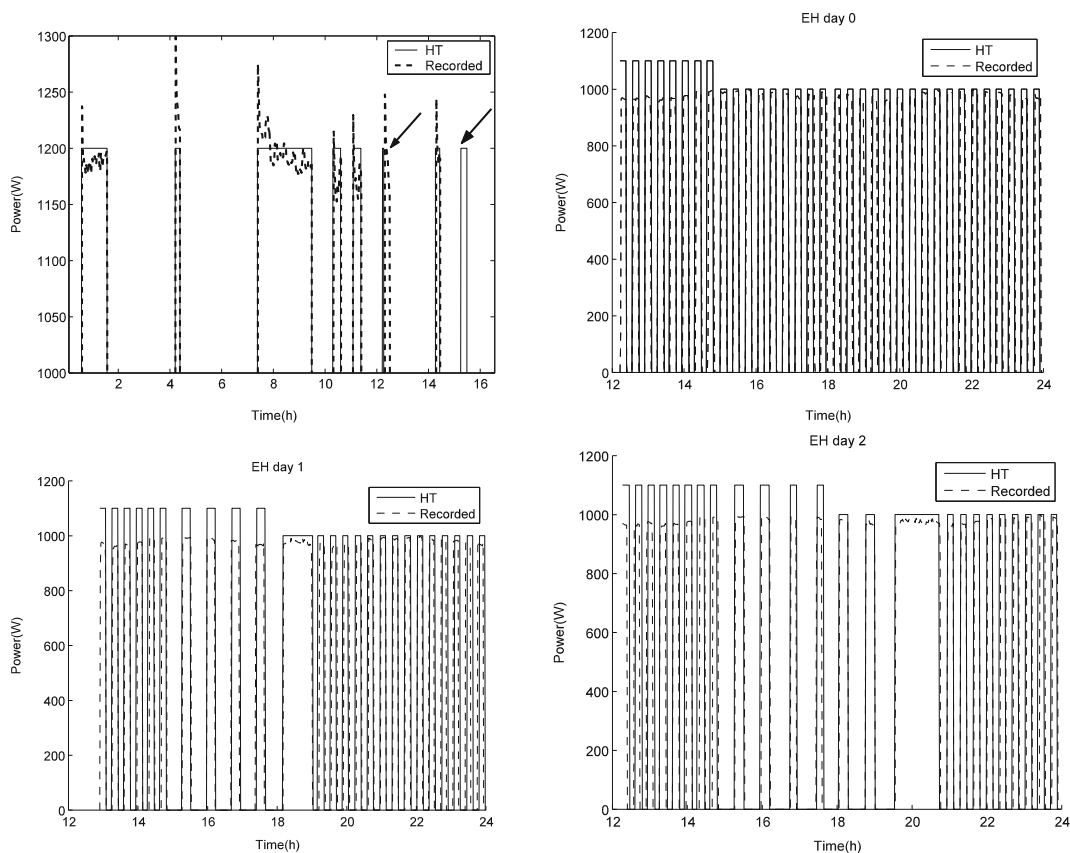 1300
1250
1200
1150
1100
1050
1000
Power(W)
2 4 6 8 10 12 14 16
Time(h)
HT
Recorded
EH day 0
1200
1000
800
600
400
200
0
Power(W)
12 14 16 18 20 22 24
Time(h)
HT
Recorded
EH day 1
1200
1000
800
600
400
200
0
Power(W)
12 14 16 18 20 22 24
Time(h)
HT
Recorded
EH day 2
1200
1000
800
600
400
200
0
Power(W)
12 14 16 18 20 22 24
Time(h)
HT
Recorded